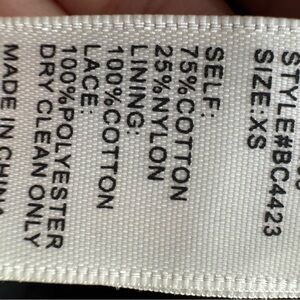 STYLE#BC4423
SIZE XS
SELF:
75%COTTON
25%NYLON
LINING:
100%COTTON
LACE:
100%POLYESTER
DRY CLEAN ONLY
MADE IN CHINA